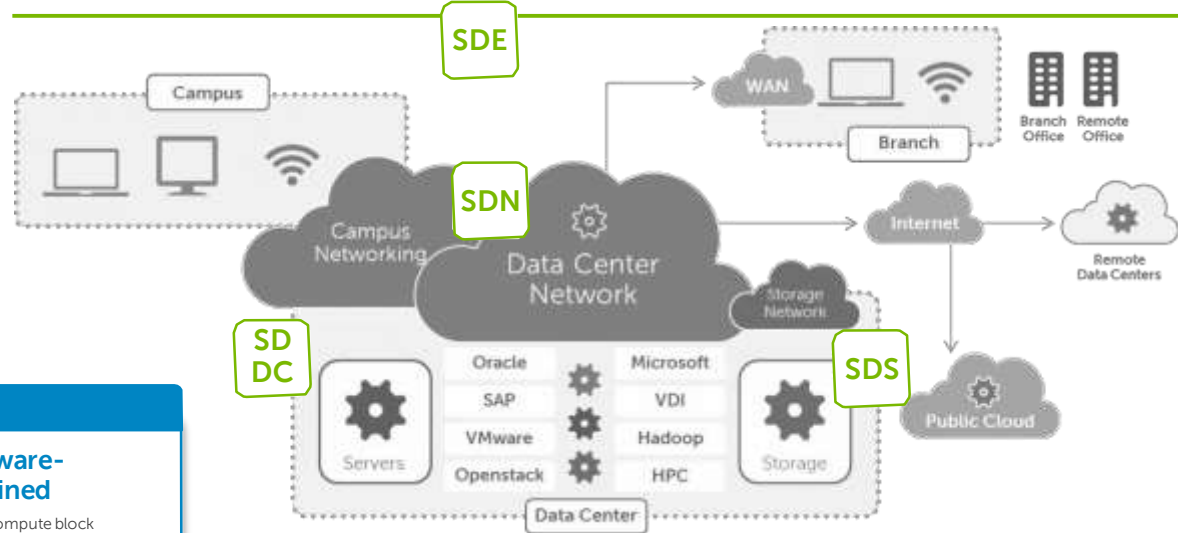 SDE
Campus
WAN
Branch
Branch
Office
Remote
Office
SDN
Campus
Networking
Data Center
Network
Internet
Remote
Data Centers
Storage
Network
SD
DC
SDS
Servers
Oracle
SAP
VMware
Openstack
Microsoft
VDI
Hadoop
HPC
Storage
Public Cloud
Data Center
ware-
ined
ompute block